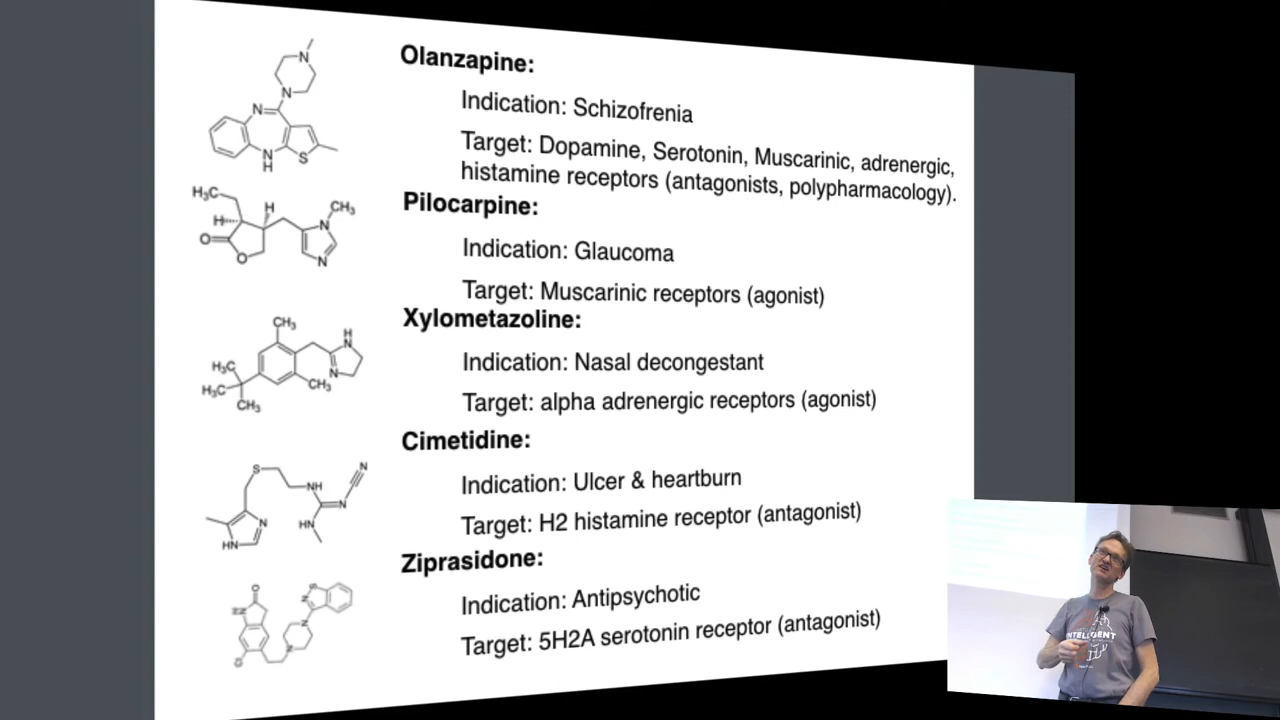 Olanzapine:
Indication: Schizofrenia
Target: Dopamine, Serotonin, Muscarinic, adrenergic,
histamine receptors (antagonists, polypharmacology).
N
N
N
NH
S
Pilocarpine:
Indication: Glaucoma
Target: Muscarinic receptors (agonist)
H₃C
H
H
CH₃
N
N
O
O
Xylometazoline:
Indication: Nasal decongestant
Target: alpha adrenergic receptors (agonist)
CH₃
H
N
N
H₃C
H₃C
CH₃
CH₃
Cimetidine:
Indication: Ulcer & heartburn
Target: H2 histamine receptor (antagonist)
S
N
NH
N
N
HN
HN
Ziprasidone:
Indication: Antipsychotic
Target: 5H2A serotonin receptor (antagonist)
O
INTELLIGENT